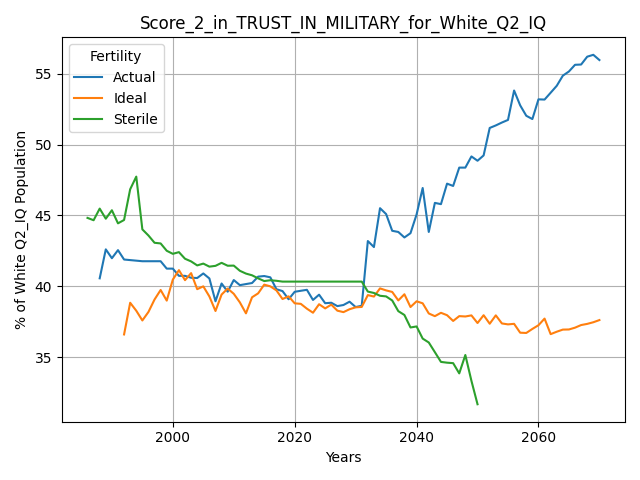 Score_2_in_TRUST_IN_MILITARY_for_White_Q2_IQ
Fertility
Actual
Ideal
Sterile
% of White Q2_IQ Population
55
50
45
40
35
2000
2020
2040
2060
Years